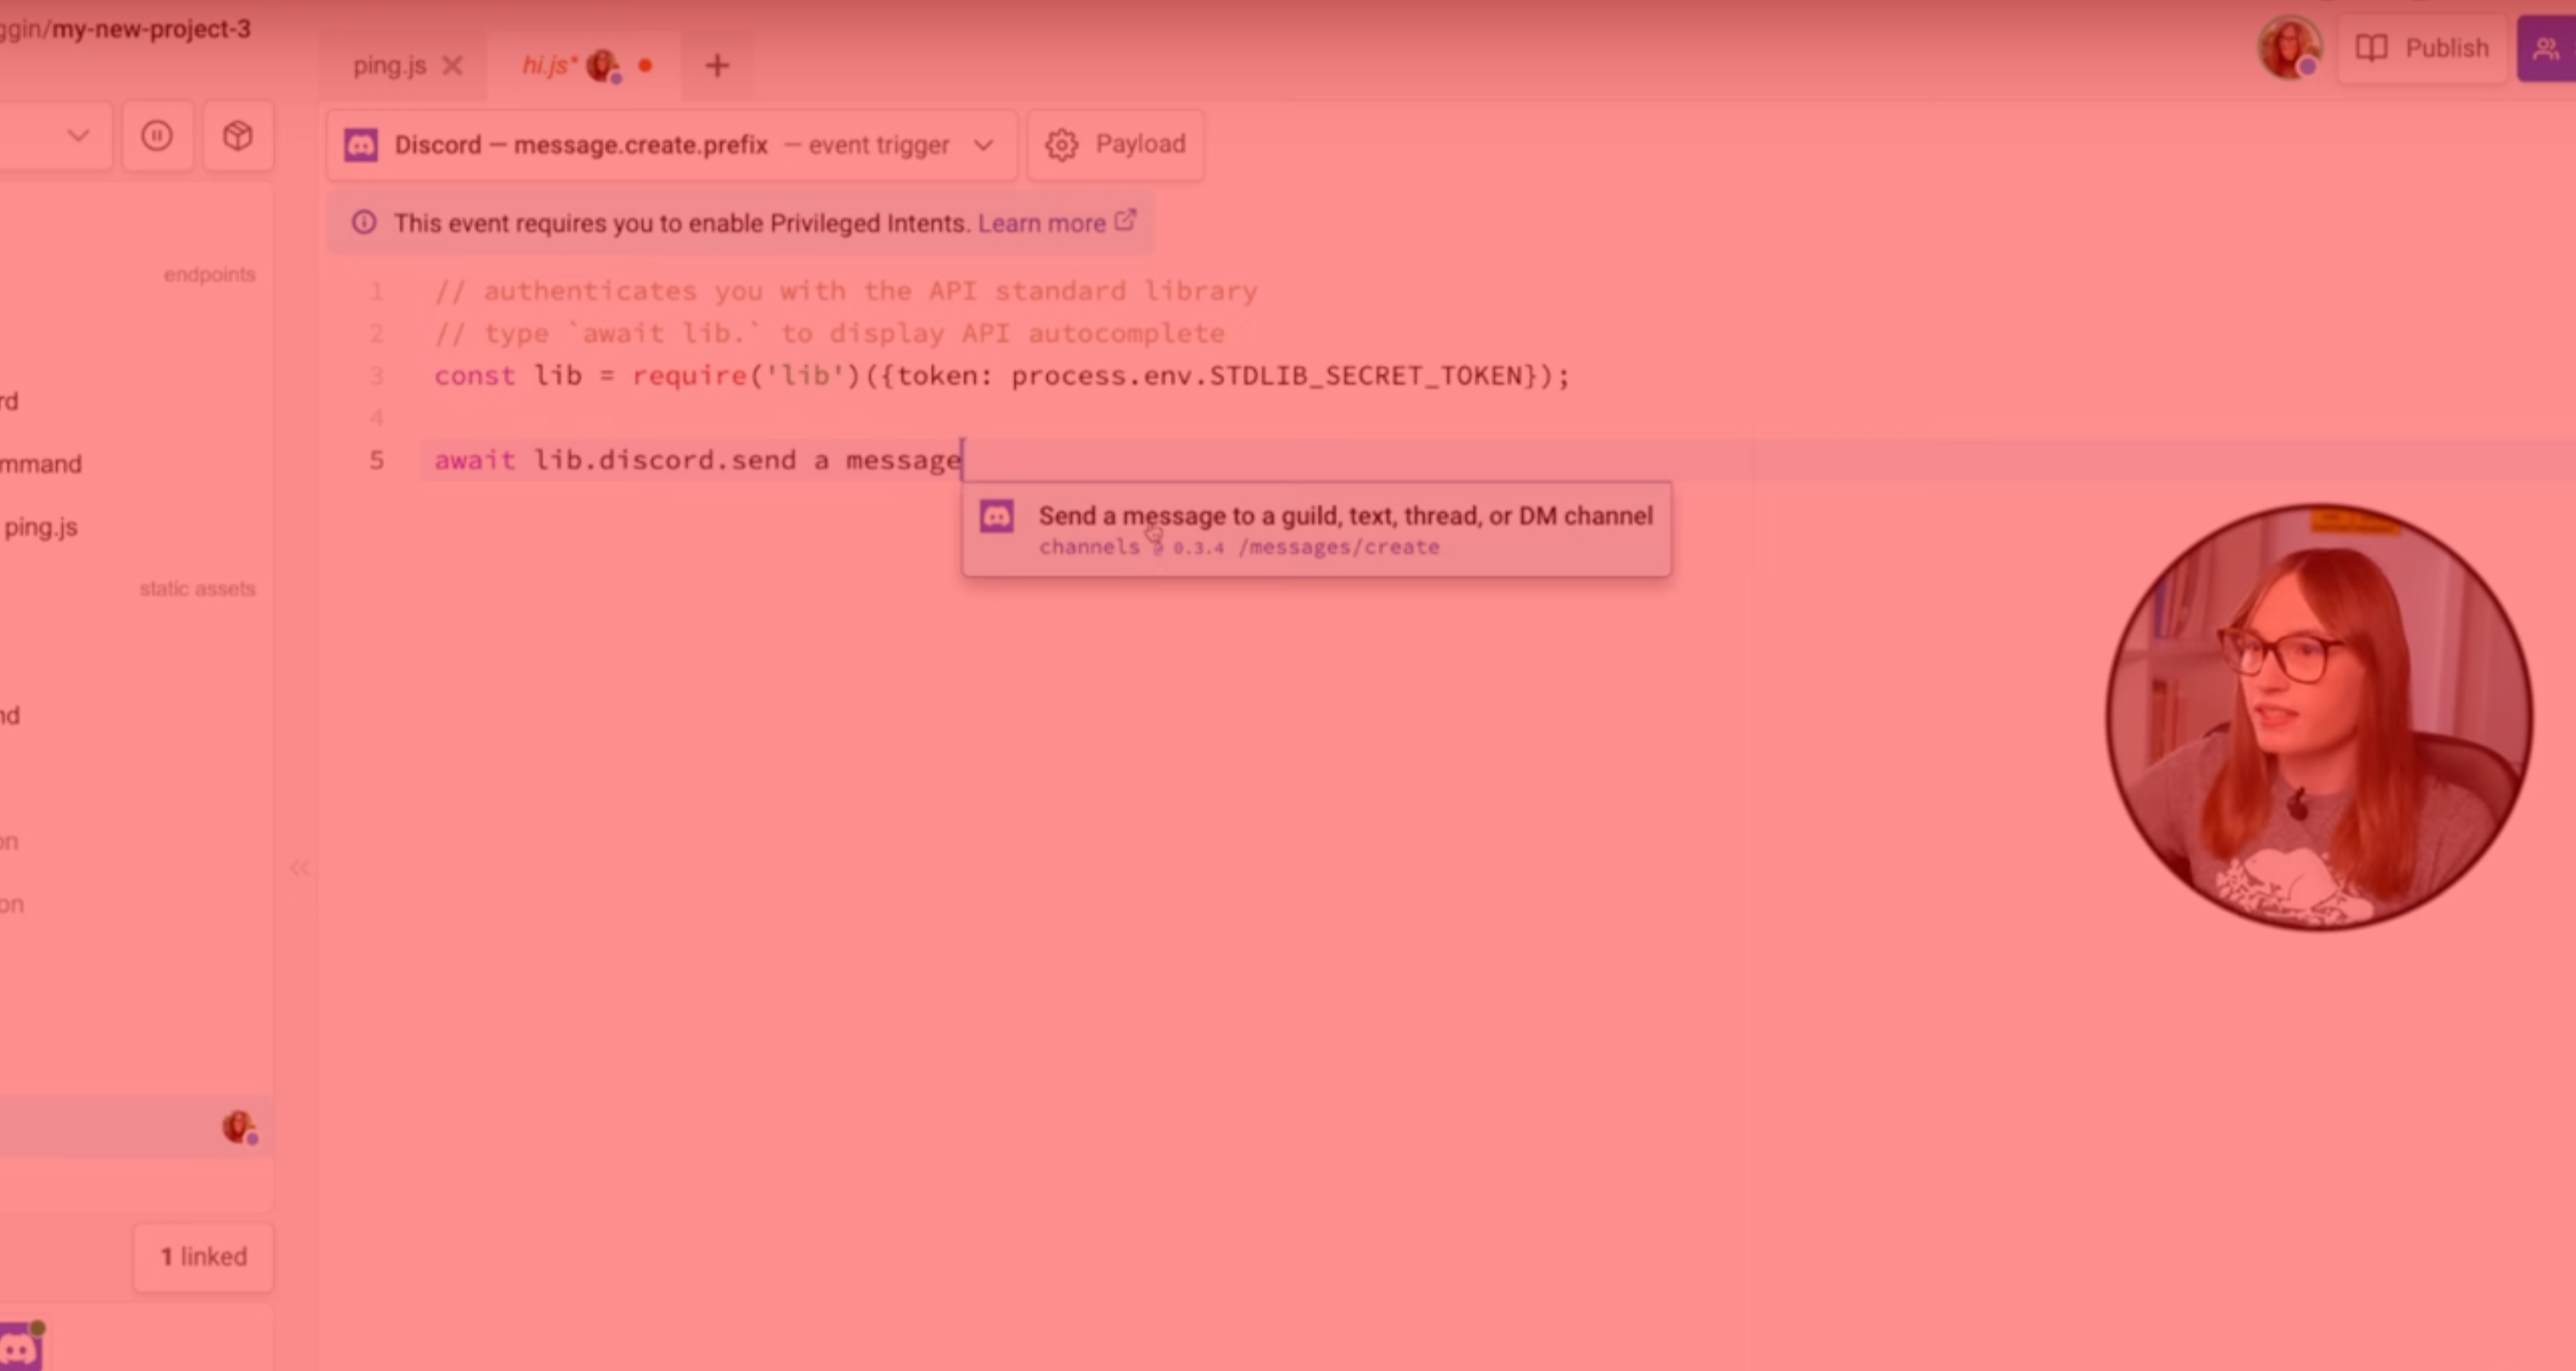 ggin/my-new-project-3
ping.js
hi.js*
Publish
Discord — message.create.prefix — event trigger
Payload
This event requires you to enable Privileged Intents. Learn more
endpoints
1 // authenticates you with the API standard library
2 // type `await lib.` to display API autocomplete
3 const lib = require('lib')({token: process.env.STDLIB_SECRET_TOKEN});
4
rd
5 await lib.discord.send a message
mmand
Send a message to a guild, text, thread, or DM channel
ping.js
channels @ 0.3.4 /messages/create
static assets
nd
on
on
1 linked